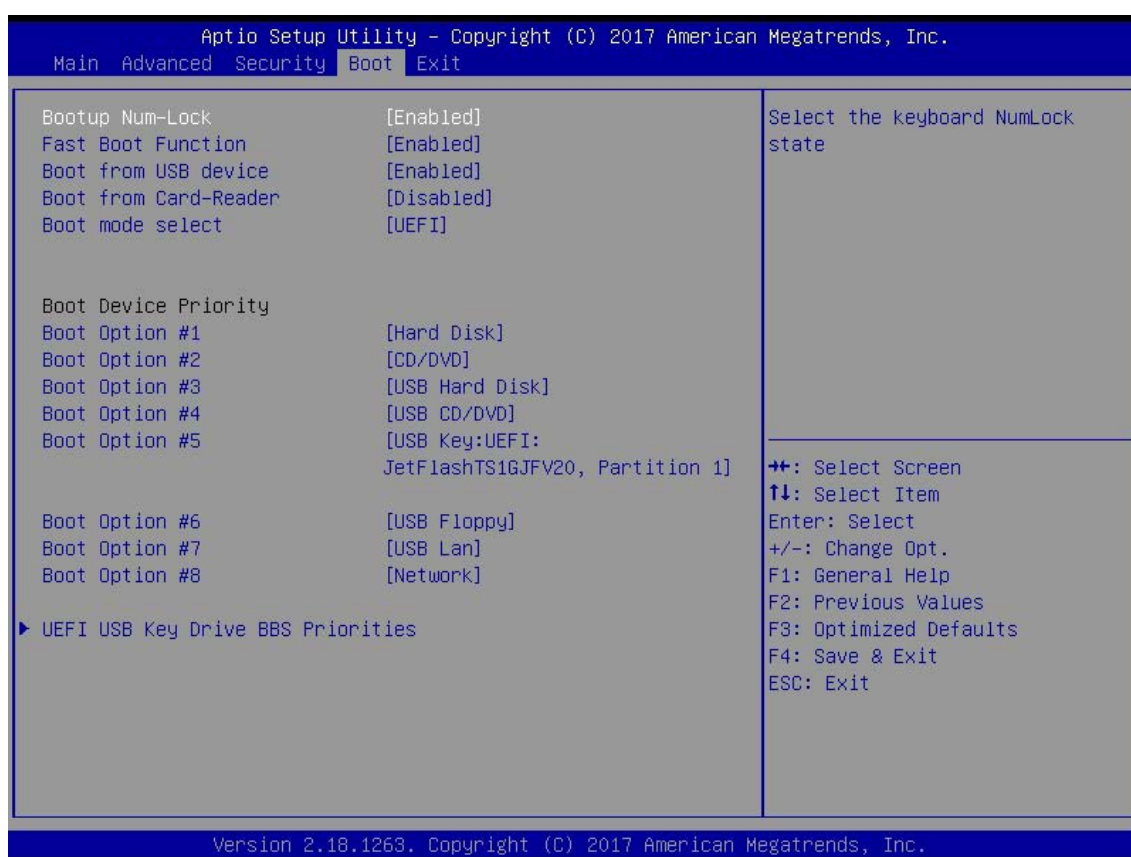 Aptio Setup Utility – Copyright (C) 2017 American Megatrends, Inc.
Main Advanced Security Boot Exit
Bootup Num-Lock [Enabled]
Fast Boot Function [Enabled]
Boot from USB device [Enabled]
Boot from Card-Reader [Disabled]
Boot mode select [UEFI]
Boot Device Priority
Boot Option #1 [Hard Disk]
Boot Option #2 [CD/DVD]
Boot Option #3 [USB Hard Disk]
Boot Option #4 [USB CD/DVD]
Boot Option #5 [USB Key:UEFI:
JetFlashTS1GJFV20, Partition 1]
Boot Option #6 [USB Floppy]
Boot Option #7 [USB Lan]
Boot Option #8 [Network]
► UEFI USB Key Drive BBS Priorities
Select the keyboard NumLock
state
→←: Select Screen
↑↓: Select Item
Enter: Select
+/-: Change Opt.
F1: General Help
F2: Previous Values
F3: Optimized Defaults
F4: Save & Exit
ESC: Exit
Version 2.18.1263. Copyright (C) 2017 American Megatrends, Inc.